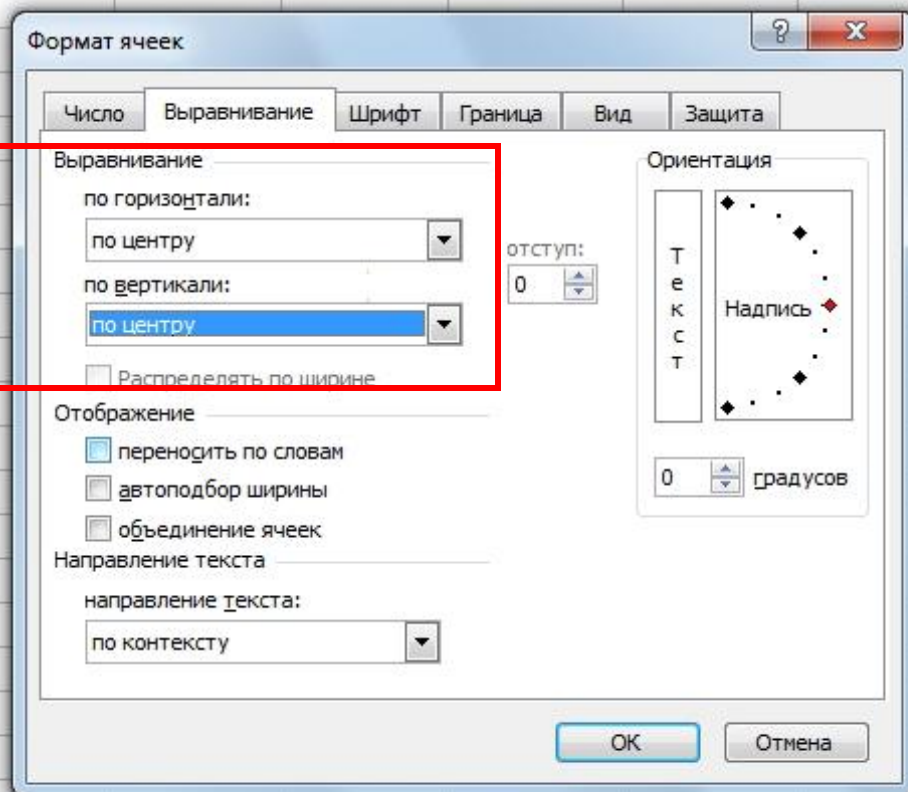 Формат ячеек
Число Выравнивание Шрифт Граница Вид Защита
Выравнивание
по горизонтали:
по центру
отступ:
0
по вертикали:
по центру
Распределять по ширине
Отображение
переносить по словам
автоподбор ширины
объединение ячеек
Направление текста
направление текста:
по контексту
Ориентация
Текст
Надпись
0 градусов
ОК Отмена